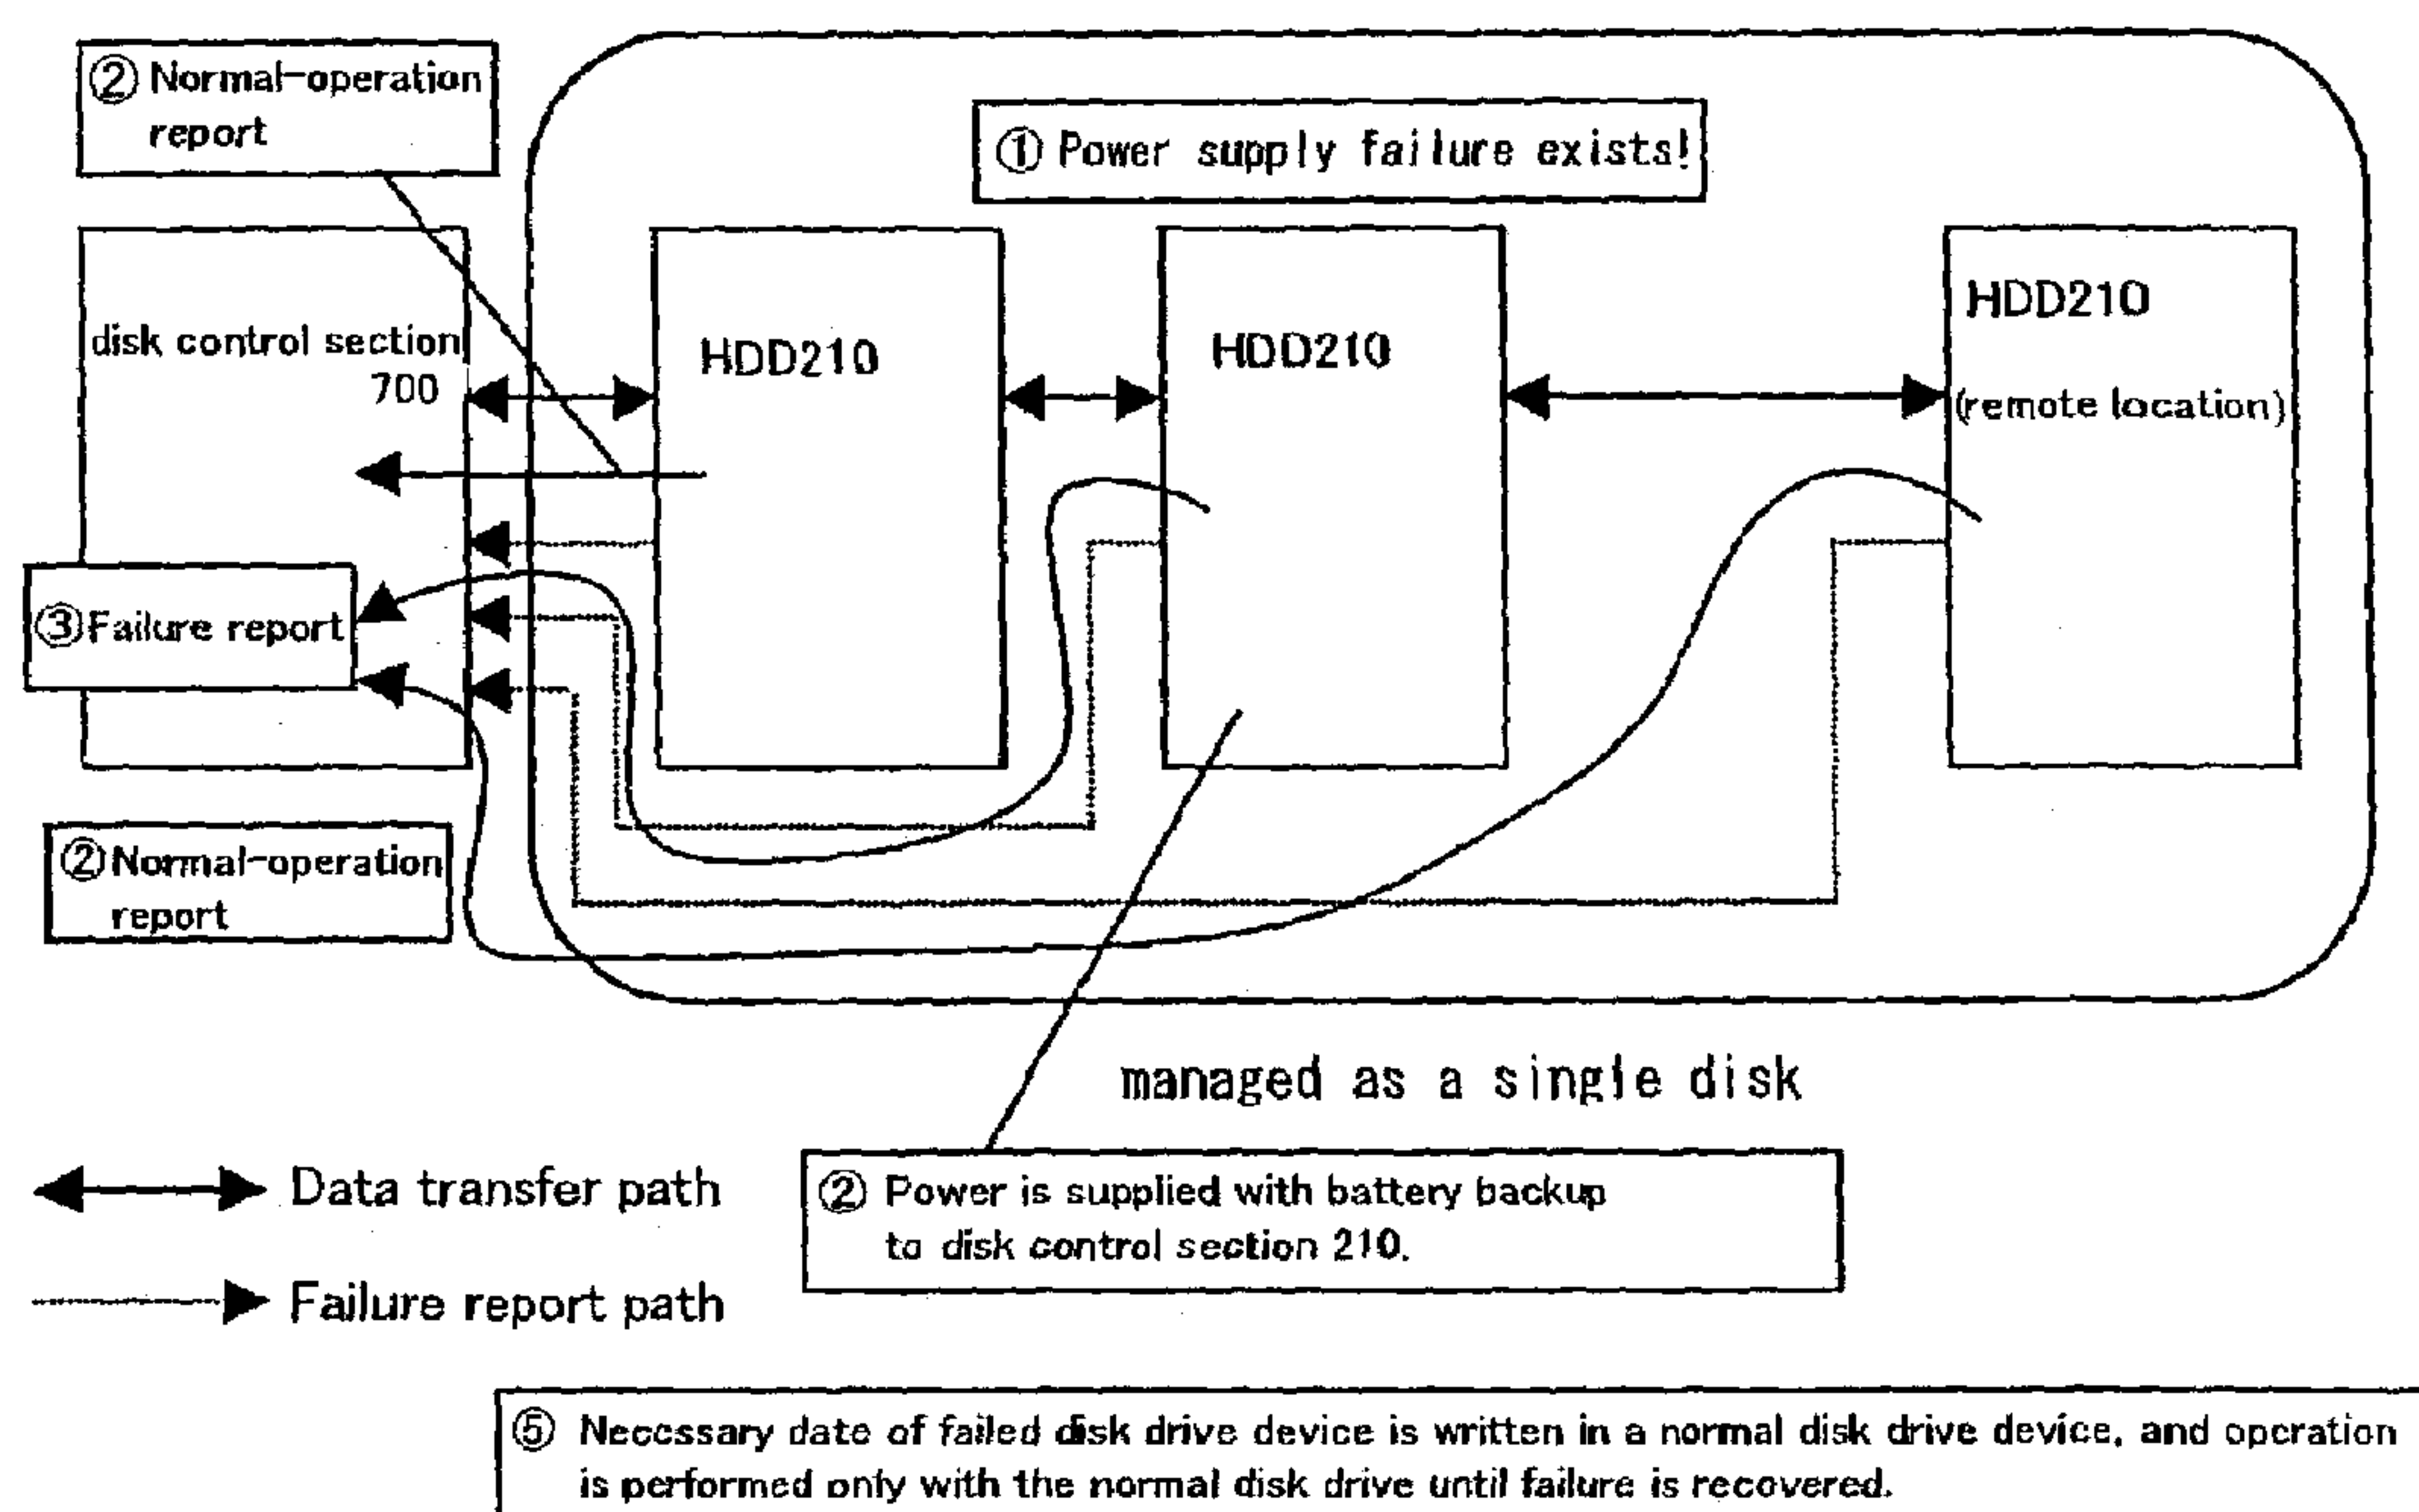 ② Normal-operation
report
① Power supply failure exists!
disk control section
700
HDD210
HDD210
HDD210
(remote location)
③Failure report
②Normal-operation
report
managed as a single disk
Data transfer path
Failure report path
② Power is supplied with battery backup
to disk control section 210.
⑤ Necessary date of failed disk drive device is written in a normal disk drive device, and operation
is performed only with the normal disk drive until failure is recovered.